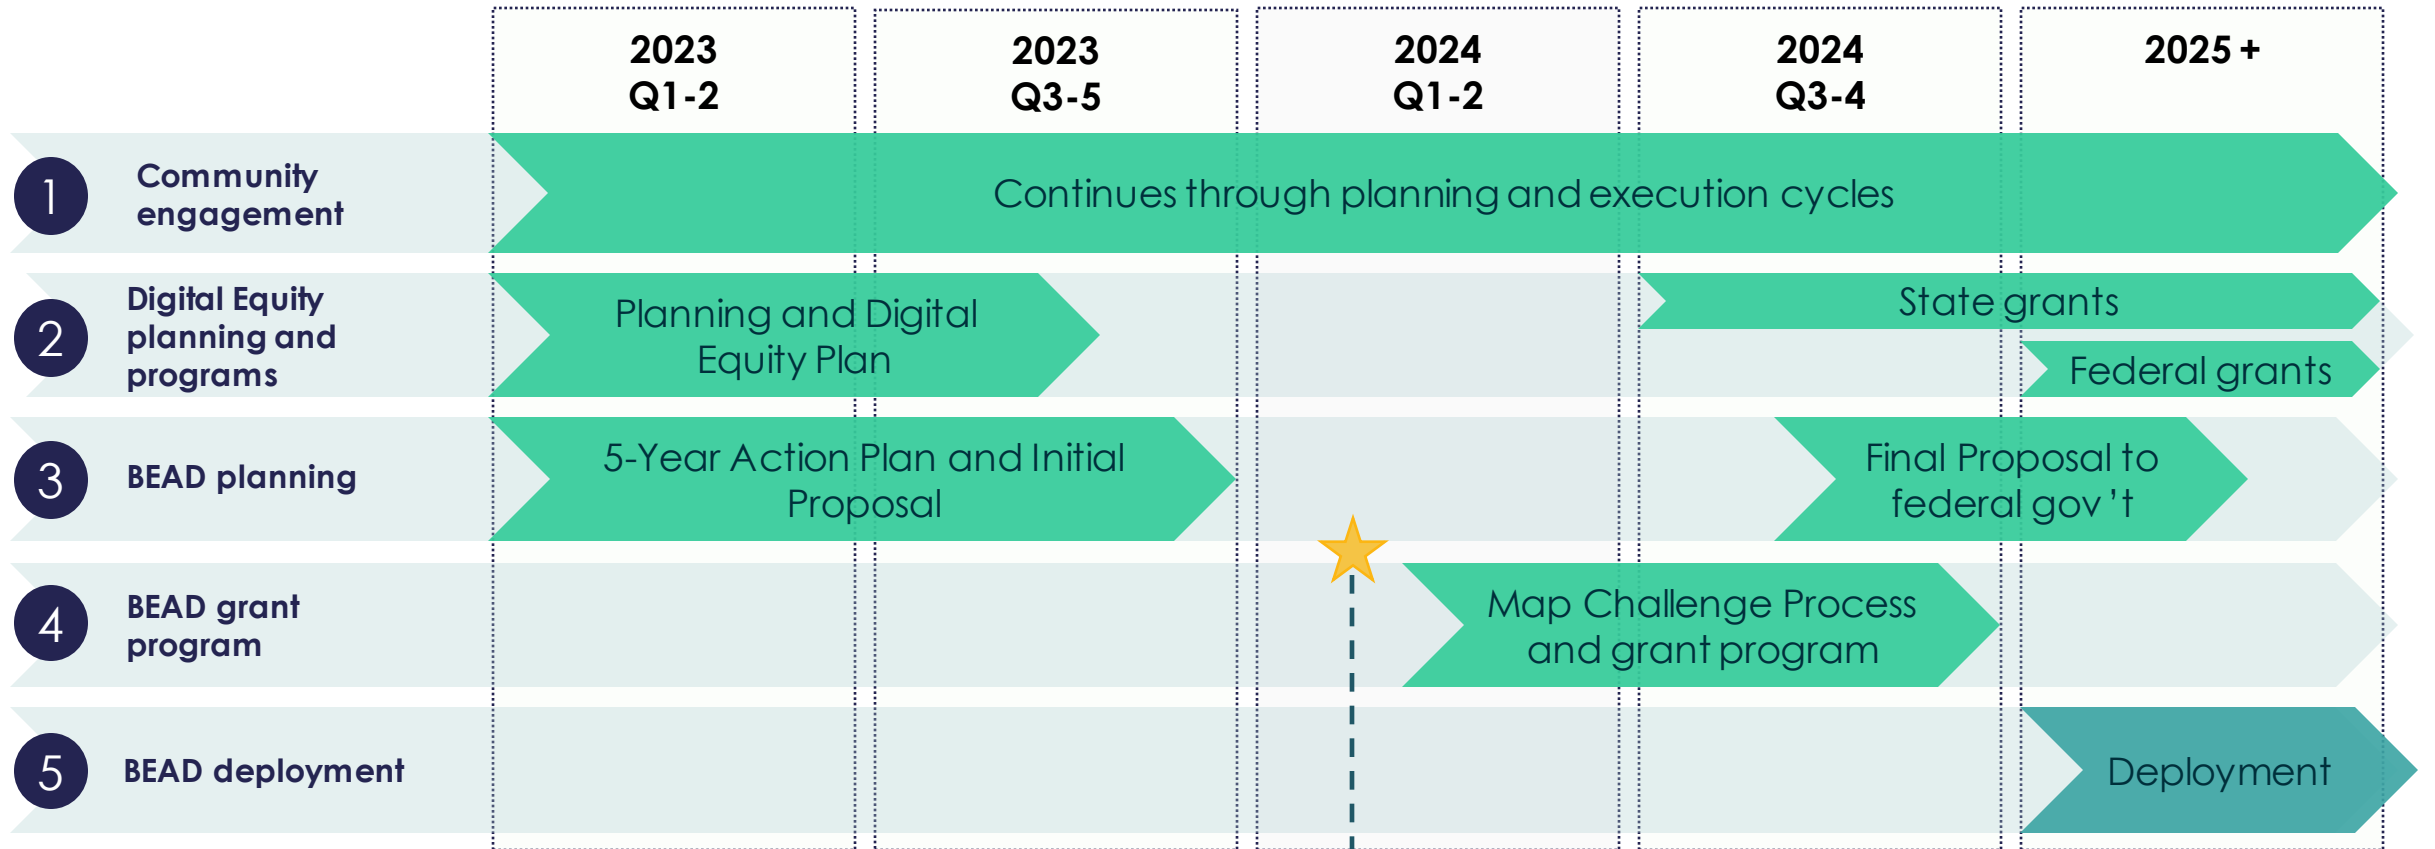 2023
Q1-2
2023
Q3-5
2024
Q1-2
2024
Q3-4
2025 +
1
Community
engagement
Continues through planning and execution cycles
2
Digital Equity
planning and
programs
Planning and Digital
Equity Plan
State grants
Federal grants
3
BEAD planning
5-Year Action Plan and Initial
Proposal
Final Proposal to
federal gov't
4
BEAD grant
program
Map Challenge Process
and grant program
5
BEAD deployment
Deployment